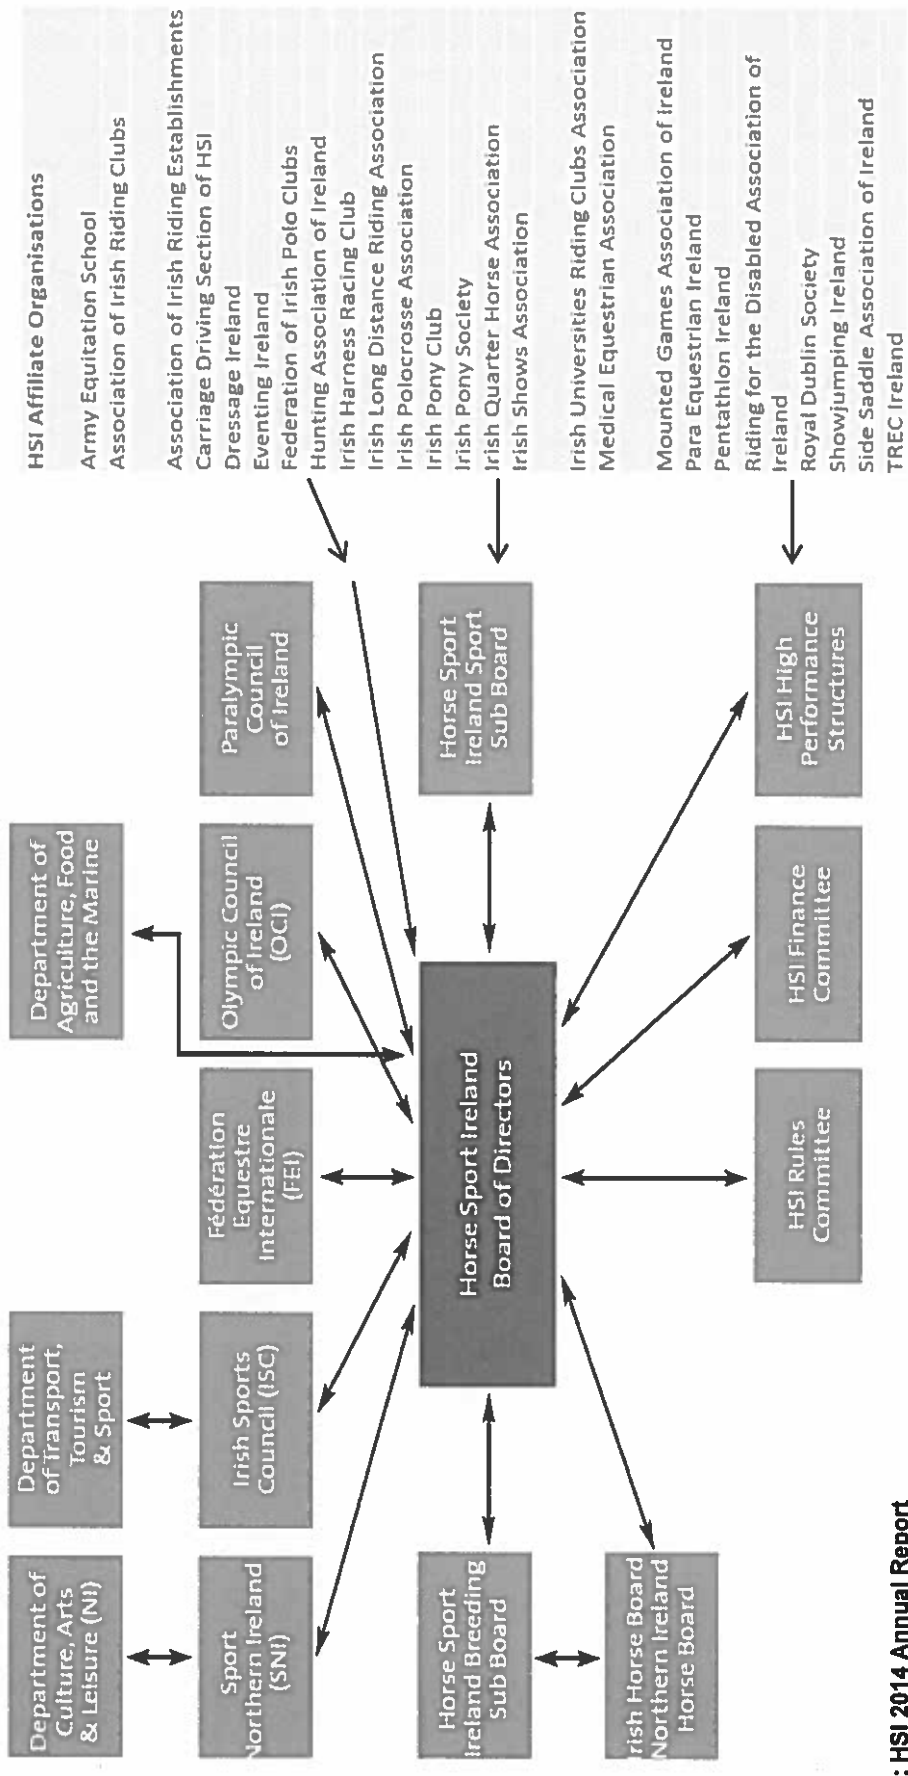 Department of
Culture, Arts
& Leisure (NI)
Department
of Transport,
Tourism
& Sport
Department of
Agriculture, Food
and the Marine
Sport
Northern Ireland
(SNI)
Irish Sports
Council (ISC)
Fédération
Equestre
Internationale
(FEI)
Olympic Council
of Ireland
(OCI)
Paralympic
Council
of Ireland
Horse Sport
Ireland Breeding
Sub Board
Horse Sport Ireland
Board of Directors
Horse Sport
Ireland Sport
Sub Board
Irish Horse Board
Northern Ireland
Horse Board
HSI Rules
Committee
HSI Finance
Committee
HSI High
Performance
Structures
HSI Affiliate Organisations
Army Equitation School
Association of Irish Riding Clubs
Association of Irish Riding Establishments
Carriage Driving Section of HSI
Dressage Ireland
Eventing Ireland
Federation of Irish Polo Clubs
Hunting Association of Ireland
Irish Harness Racing Club
Irish Long Distance Riding Association
Irish Polocrosse Association
Irish Pony Club
Irish Pony Society
Irish Quarter Horse Association
Irish Shows Association
Irish Universities Riding Clubs Association
Medical Equestrian Association
Mounted Games Association of Ireland
Para Equestrian Ireland
Pentathlon Ireland
Riding for the Disabled Association of
Ireland
Royal Dublin Society
Showjumping Ireland
Side Saddle Association of Ireland
TREC Ireland
: HSI 2014 Annual Report